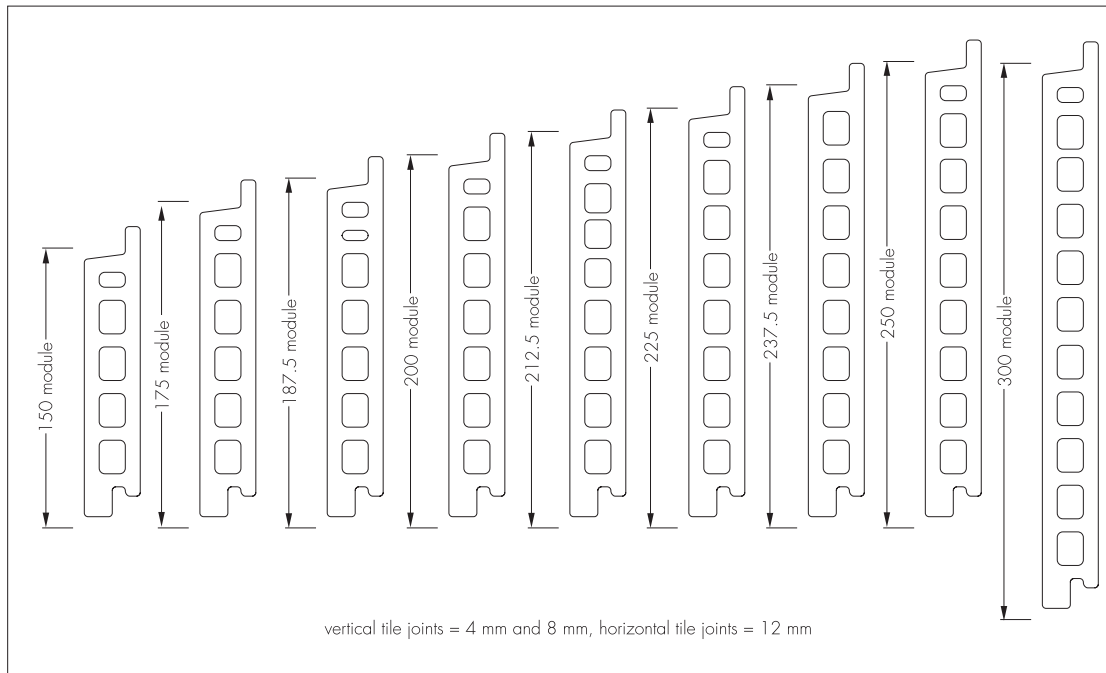 150 module
175 module
187.5 module
200 module
212.5 module
225 module
237.5 module
250 module
300 module
vertical tile joints = 4 mm and 8 mm, horizontal tile joints = 12 mm